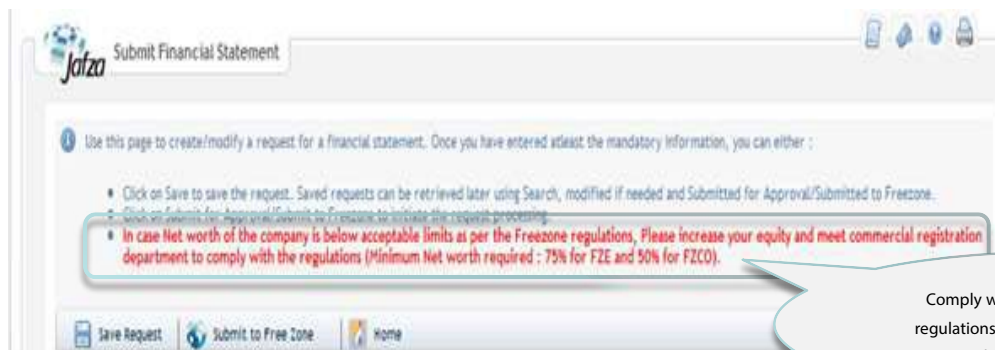 Jafza
Submit Financial Statement
Use this page to create/modify a request for a financial statement. Once you have entered atleast the mandatory information, you can either :
Click on Save to save the request. Saved requests can be retrieved later using Search, modified if needed and Submitted for Approval/Submitted to Freezone.
Click on Submit for Approval/Submit to Freezone to initiate the request processing.
In case Net worth of the company is below acceptable limits as per the Freezone regulations, Please increase your equity and meet commercial registration
department to comply with the regulations (Minimum Net worth required : 75% for FZE and 50% for FZCO).
Comply w
regulations
Save Request
Submit to Free Zone
Home